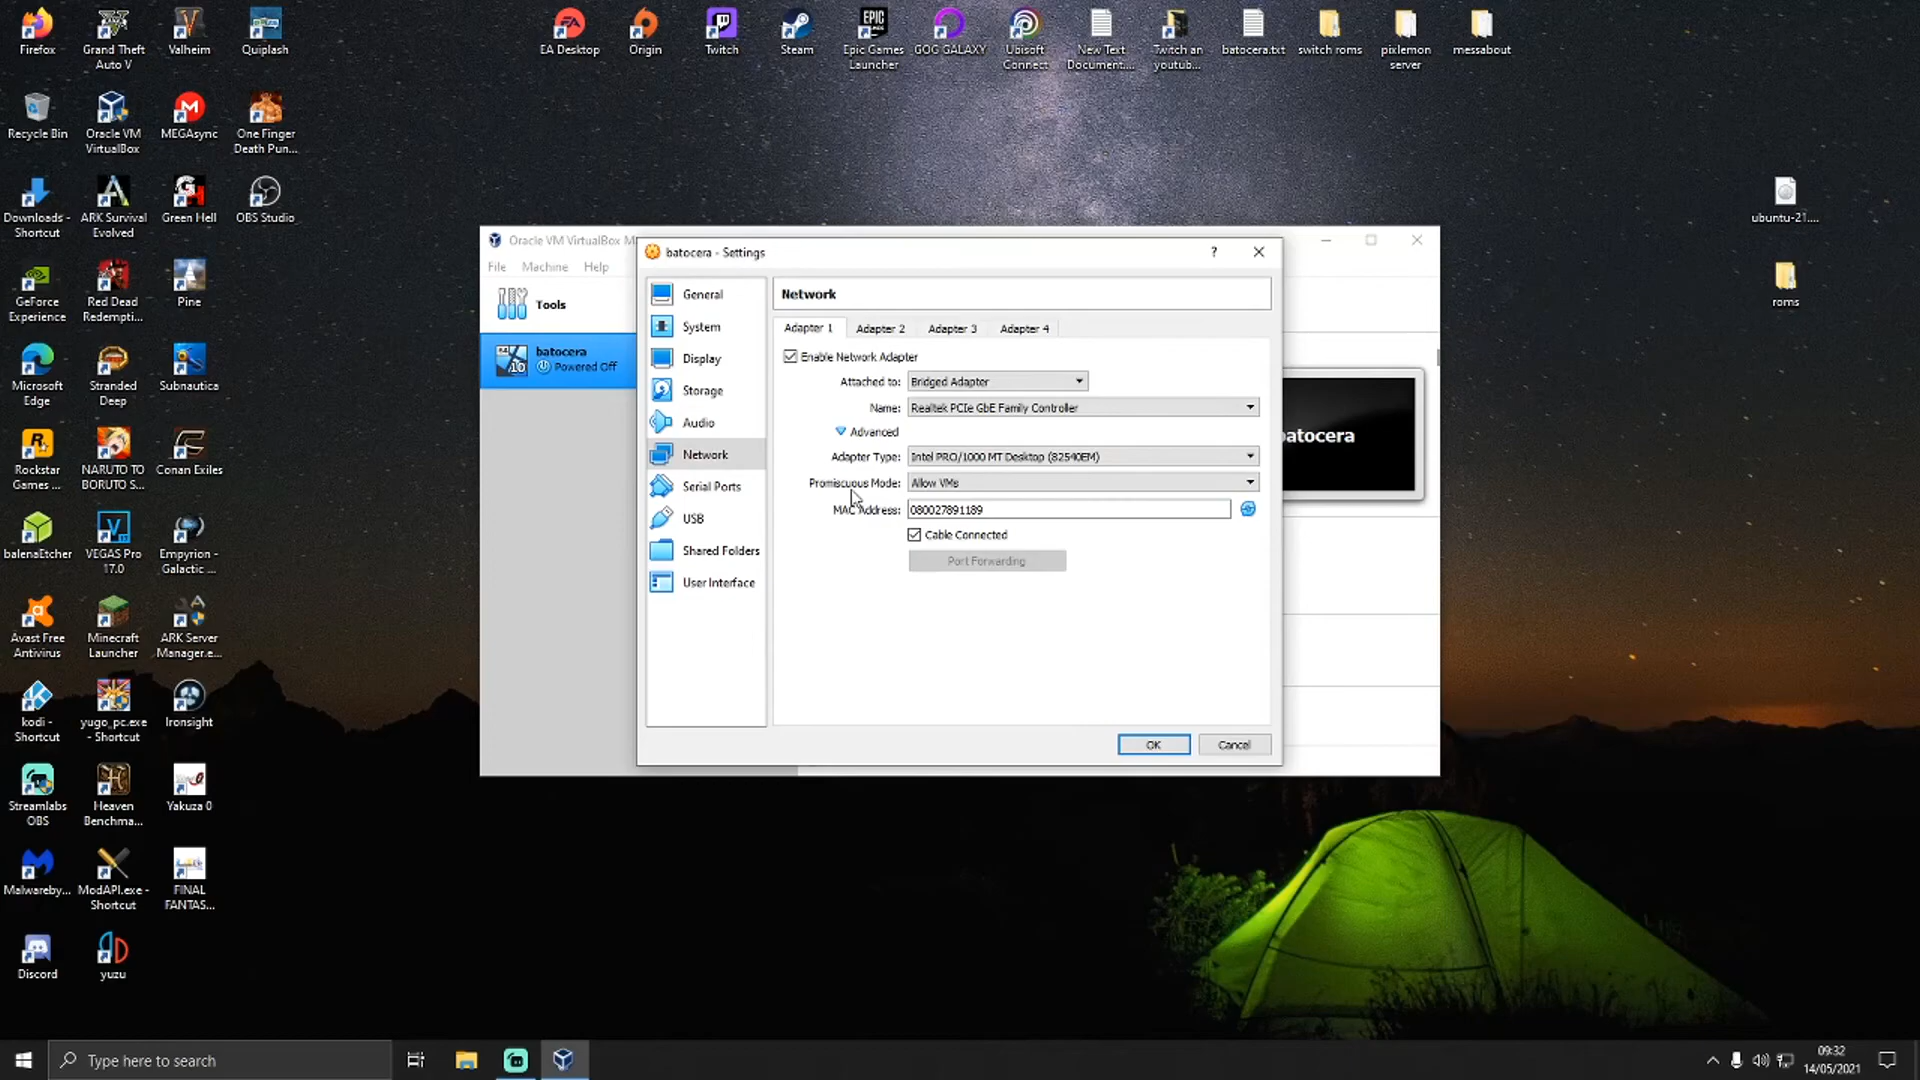 Firefox
Grand Theft
Auto V
Valheim
Quiplash
EA Desktop
Origin
Twitch
Steam
Epic Games
Launcher
GOG GALAXY
Ubisoft
Connect
New Text
Document....
Twitch an
youtub...
batocera.txt
switch roms
pixlemon
server
messabout
Recycle Bin
Oracle VM
VirtualBox
MEGAsync
One Finger
Death Pun...
Downloads -
Shortcut
ARK Survival
Evolved
Green Hell
OBS Studio
ubuntu-21....
GeForce
Experience
Red Dead
Redempti...
Pine
roms
Microsoft
Edge
Stranded
Deep
Subnautica
Rockstar
Games ...
NARUTO TO
BORUTO S...
Conan Exiles
balenaEtcher
VEGAS Pro
17.0
Empyrion -
Galactic ...
Avast Free
Antivirus
Minecraft
Launcher
ARK Server
Manager.e...
kodi -
Shortcut
yugo_pc.exe
- Shortcut
Ironsight
Streamlabs
OBS
Heaven
Benchma...
Yakuza 0
Malwareby...
ModAPI.exe -
Shortcut
FINAL
FANTAS...
Discord
yuzu
Oracle VM VirtualBox M
File
Machine
Help
Tools
batocera
Powered Off
batocera - Settings
?
General
System
Display
Storage
Audio
Network
Serial Ports
USB
Shared Folders
User Interface
Network
Adapter 1
Adapter 2
Adapter 3
Adapter 4
Enable Network Adapter
Attached to: Bridged Adapter
Name: Realtek PCIe GbE Family Controller
Advanced
Adapter Type: Intel PRO/1000 MT Desktop (82540EM)
Promiscuous Mode: Allow VMs
MAC Address: 080027891189
Cable Connected
Port Forwarding
OK
Cancel
atocera
Type here to search
09:32
14/05/2021